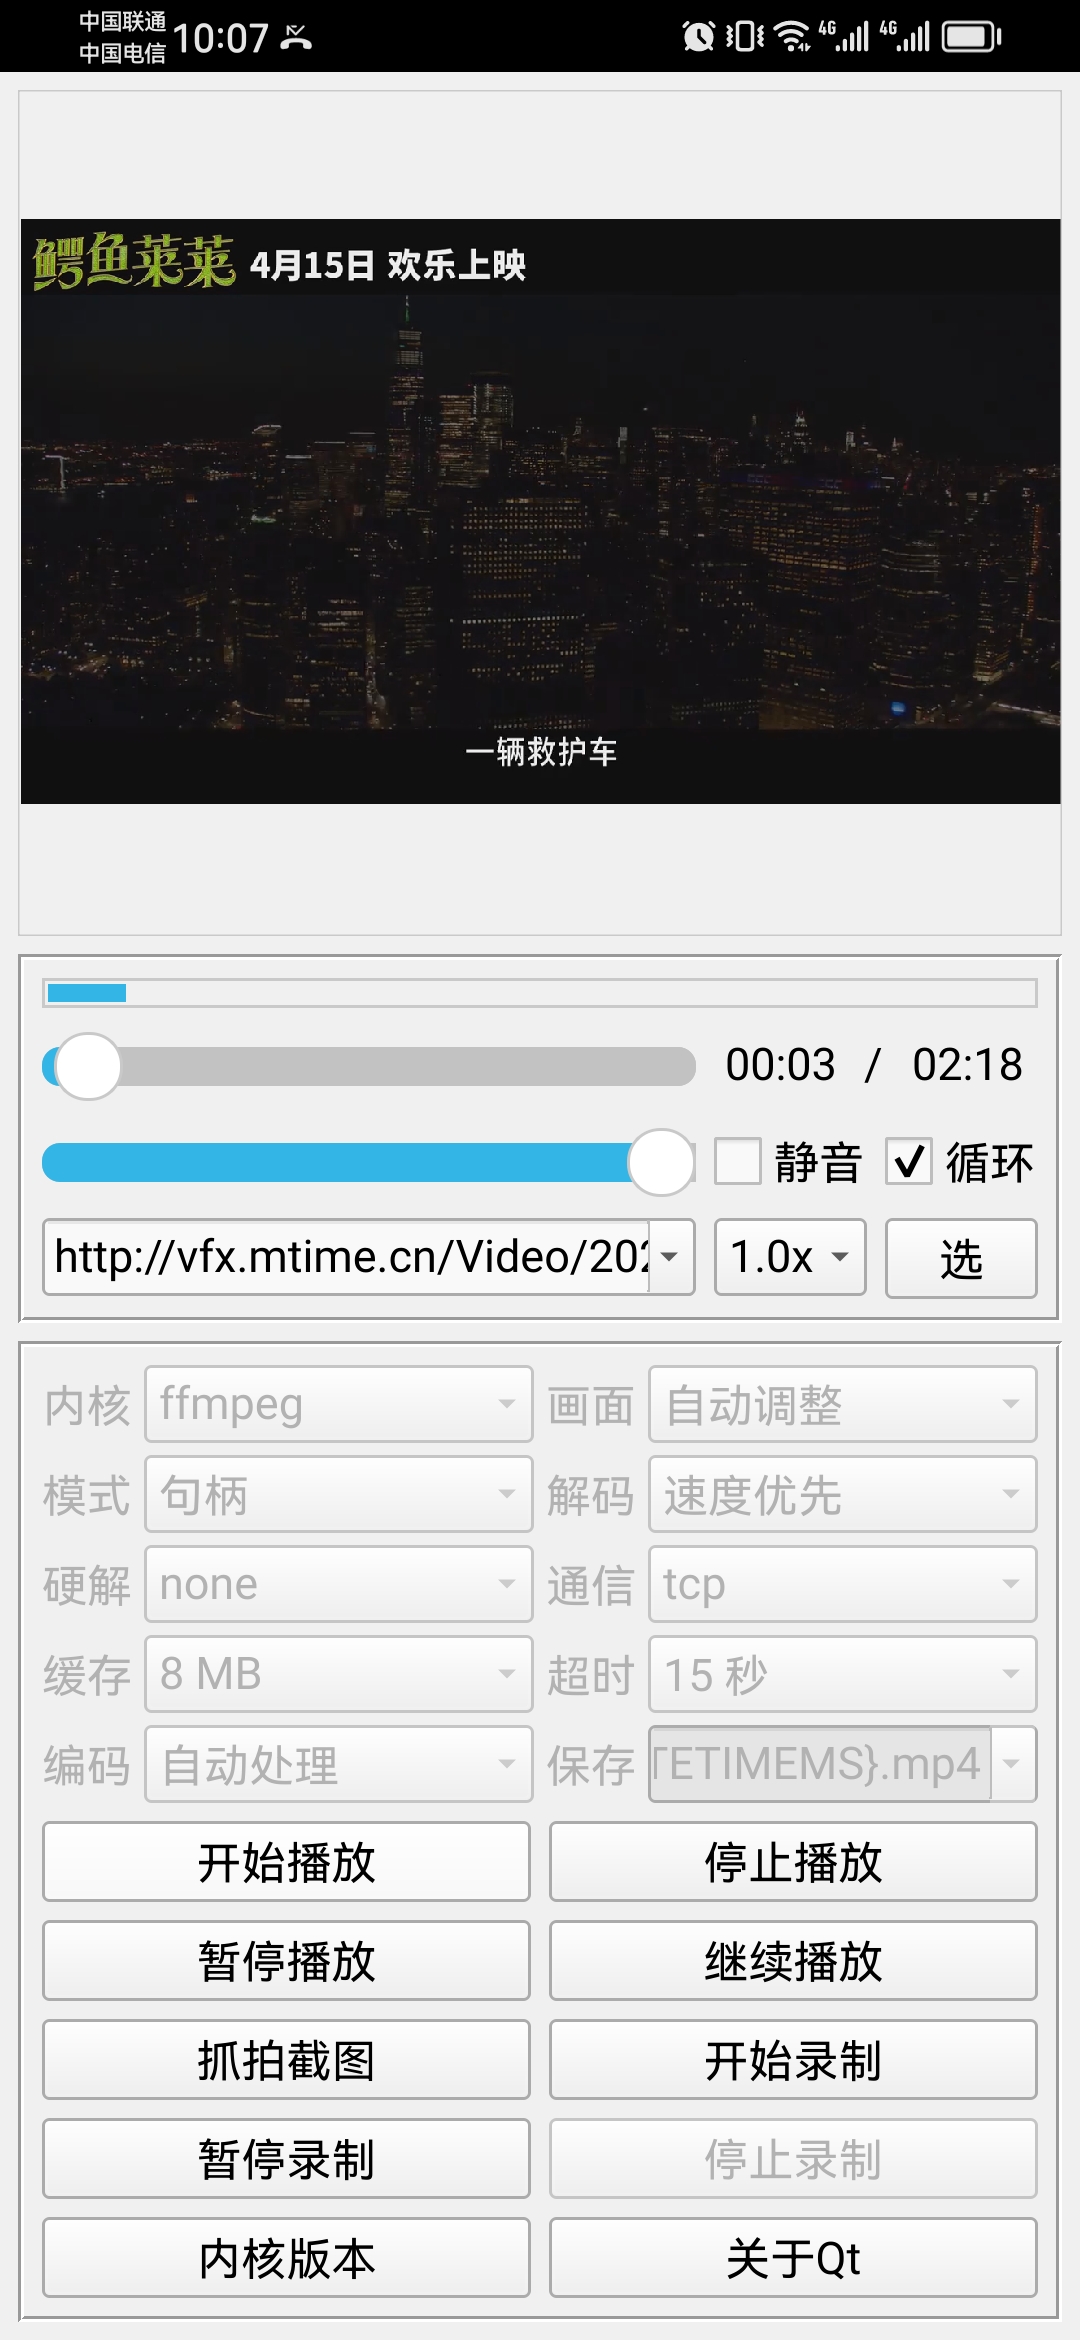 中国联通
中国电信
10:07
4G 4G
鳄鱼莱莱 4月15日 欢乐上映
一辆救护车
00:03 / 02:18
静音 循环
http://vfx.mtime.cn/Video/202 1.0x 选
内核 ffmpeg 画面 自动调整
模式 句柄 解码 速度优先
硬解 none 通信 tcp
缓存 8 MB 超时 15 秒
编码 自动处理 保存 TETIMEMS}.mp4
开始播放 停止播放
暂停播放 继续播放
抓拍截图 开始录制
暂停录制 停止录制
内核版本 关于Qt